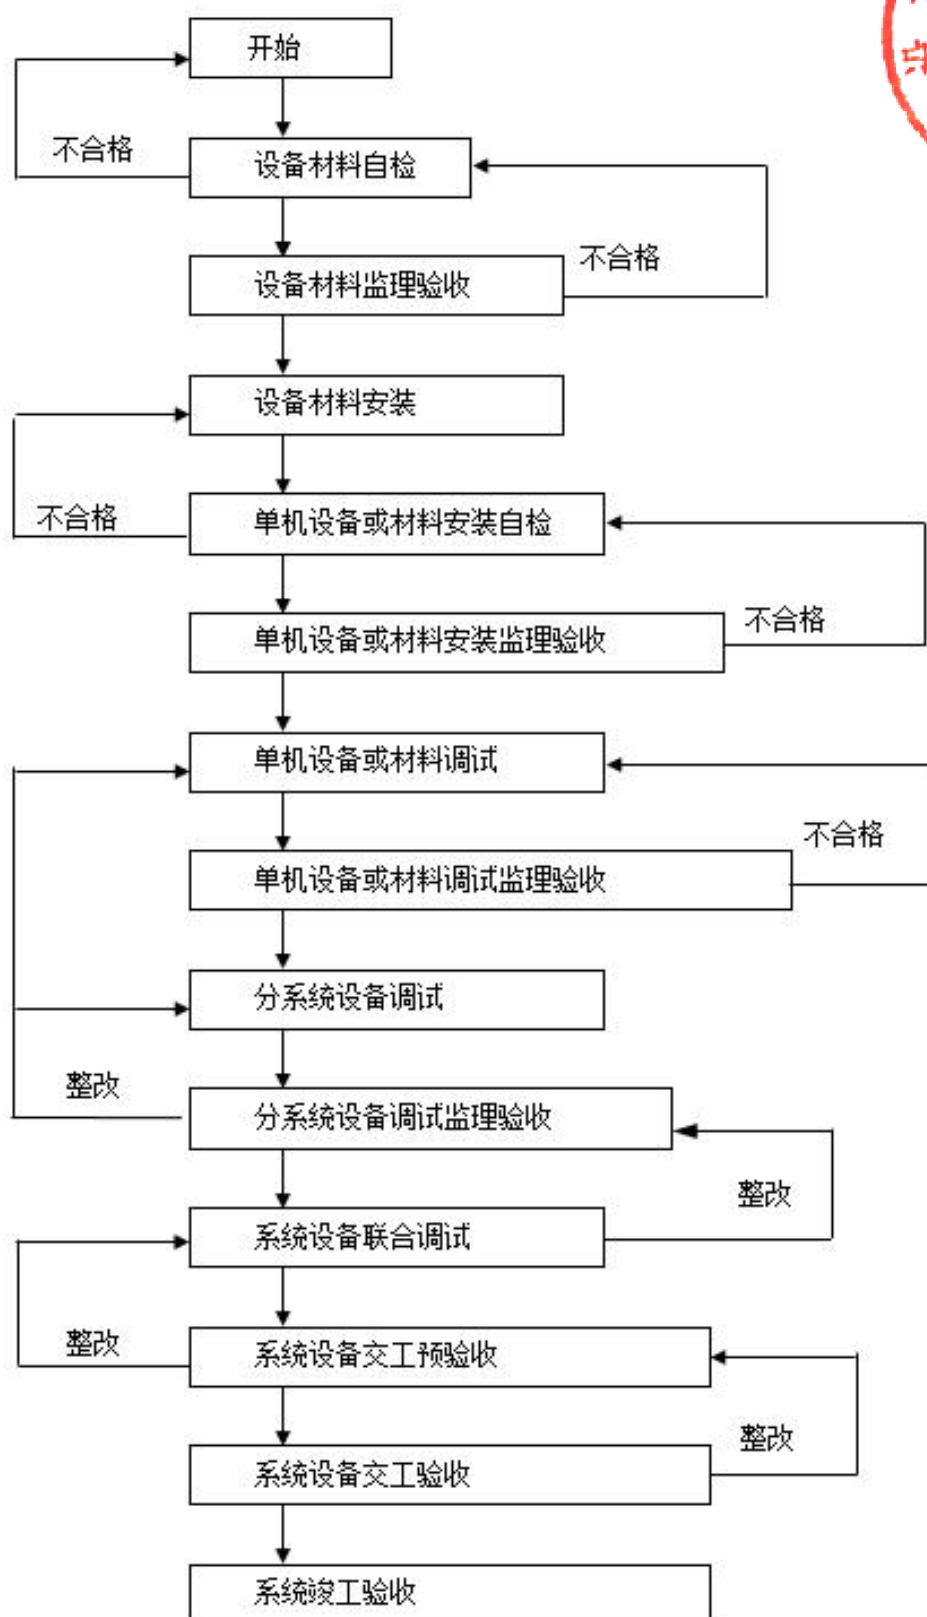 开始
不合格
设备材料自检
不合格
设备材料监理验收
设备材料安装
不合格
单机设备或材料安装自检
不合格
单机设备或材料安装监理验收
单机设备或材料调试
不合格
单机设备或材料调试监理验收
分系统设备调试
整改
分系统设备调试监理验收
整改
系统设备联合调试
整改
系统设备交工预验收
整改
系统设备交工验收
系统竣工验收